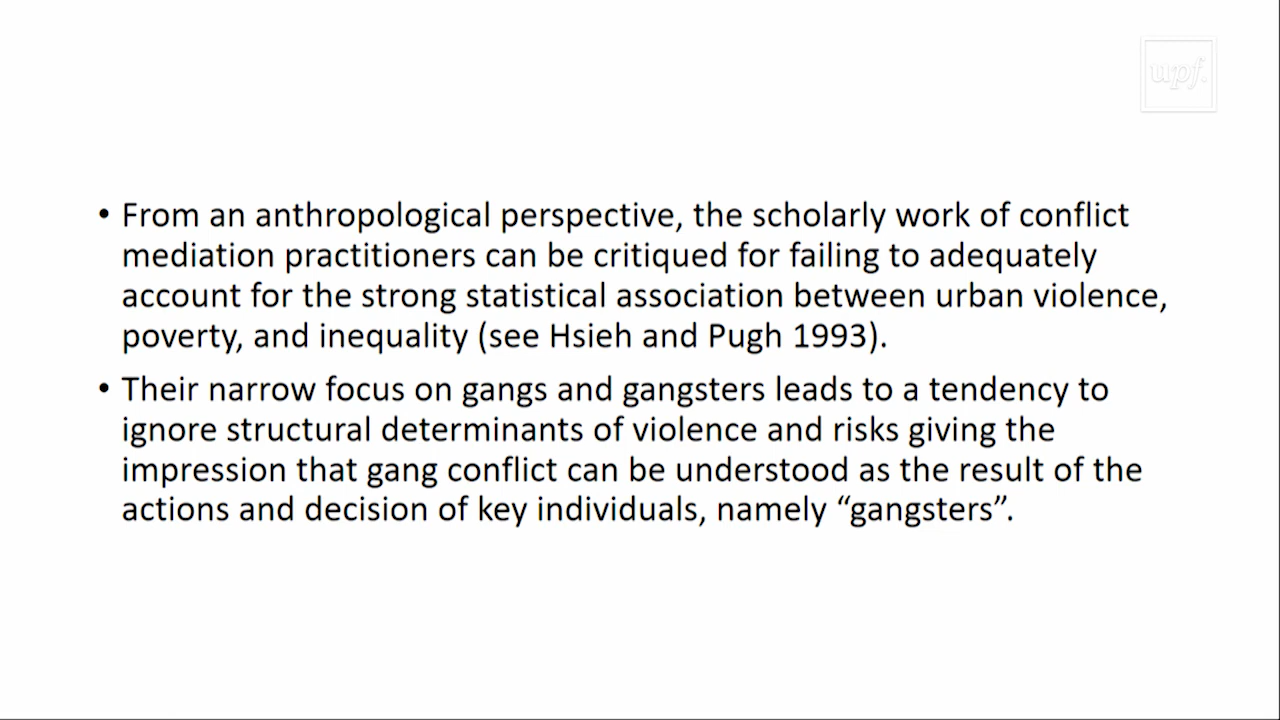 upf.
• From an anthropological perspective, the scholarly work of conflict
mediation practitioners can be critiqued for failing to adequately
account for the strong statistical association between urban violence,
poverty, and inequality (see Hsieh and Pugh 1993).
• Their narrow focus on gangs and gangsters leads to a tendency to
ignore structural determinants of violence and risks giving the
impression that gang conflict can be understood as the result of the
actions and decision of key individuals, namely “gangsters”.